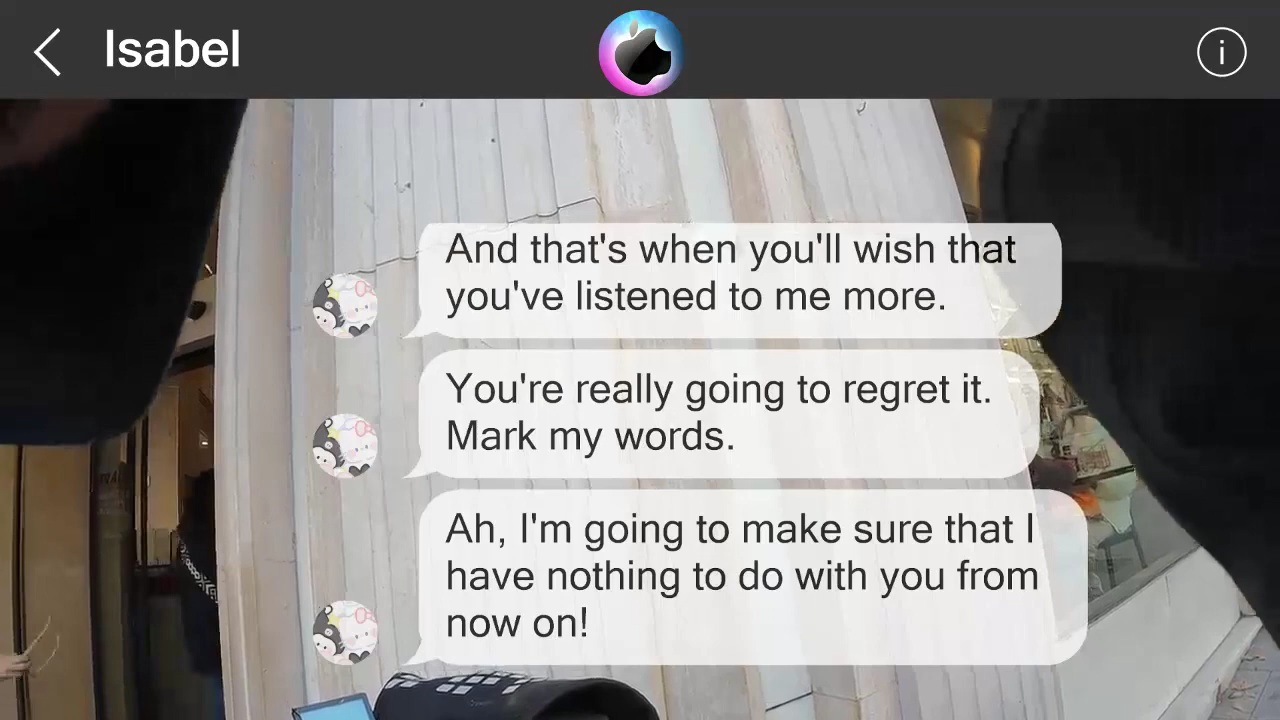 Isabel
And that's when you'll wish that
you've listened to me more.
You're really going to regret it.
Mark my words.
Ah, I'm going to make sure that I
have nothing to do with you from
now on!